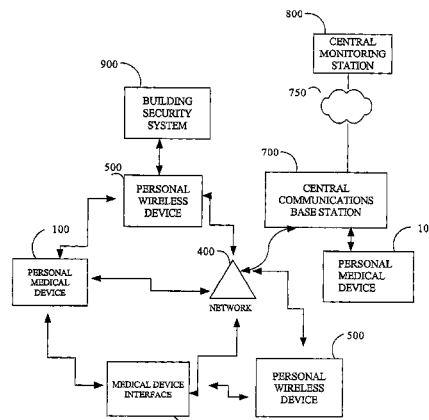 800
CENTRAL
MONITORING
STATION
900
750
BUILDING
SECURITY
SYSTEM
700
500
CENTRAL
COMMUNICATIONS
BASE STATION
PERSONAL
WIRELESS
DEVICE
100
10
400
PERSONAL
MEDICAL
DEVICE
PERSONAL
MEDICAL
DEVICE
NETWORK
500
MEDICAL DEVICE
INTERFACE
PERSONAL
WIRELESS
DEVICE